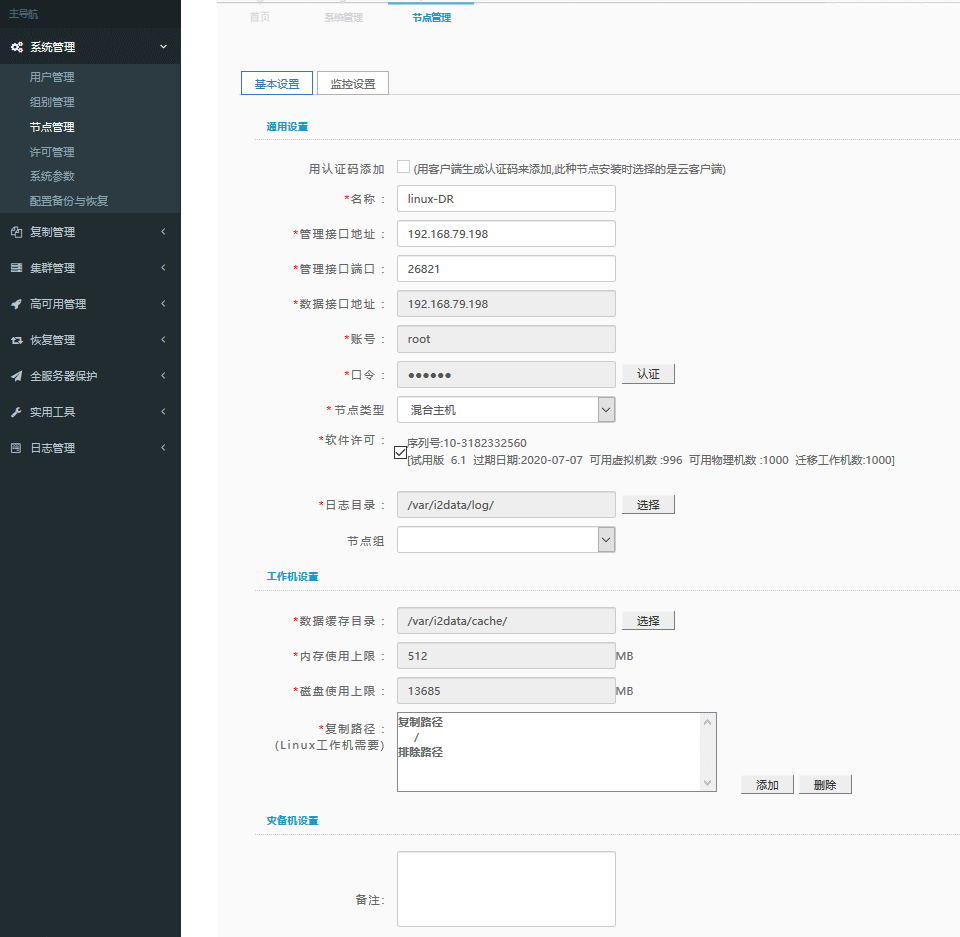 主导航
系统管理
用户管理
组别管理
节点管理
许可管理
系统参数
配置备份与恢复
复制管理
集群管理
高可用管理
恢复管理
全服务器保护
实用工具
日志管理
首页 系统管理 节点管理
基本设置 监控设置
通用设置
用认证码添加 (用客户端生成认证码来添加,此种节点安装时选择的是云客户端)
*名称： linux-DR
*管理接口地址： 192.168.79.198
*管理接口端口： 26821
*数据接口地址： 192.168.79.198
*账号： root
*口令： ●●●●●● 认证
*节点类型 混合主机
*软件许可： 序列号:10-3182332560
[试用版 6.1 过期日期:2020-07-07 可用虚拟机数 :996 可用物理机数 :1000 迁移工作机数:1000]
*日志目录： /var/i2data/log/ 选择
节点组
工作机设置
*数据缓存目录： /var/i2data/cache/ 选择
*内存使用上限： 512 MB
*磁盘使用上限： 13685 MB
*复制路径：
(Linux工作机需要)
复制路径
/
排除路径
添加 删除
灾备机设置
备注: